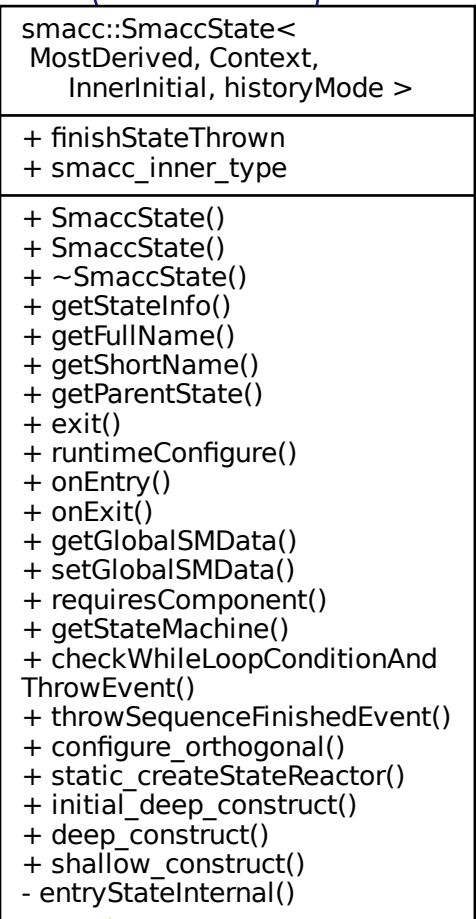 smacc::SmaccState<
MostDerived, Context,
InnerInitial, historyMode >
+ finishStateThrown
+ smacc_inner_type
+ SmaccState()
+ SmaccState()
+ ~SmaccState()
+ getStateInfo()
+ getFullName()
+ getShortName()
+ getParentState()
+ exit()
+ runtimeConfigure()
+ onEntry()
+ onExit()
+ getGlobalSMData()
+ setGlobalSMData()
+ requiresComponent()
+ getStateMachine()
+ checkWhileLoopConditionAnd
ThrowEvent()
+ throwSequenceFinishedEvent()
+ configure_orthogonal()
+ static_createStateReactor()
+ initial_deep_construct()
+ deep_construct()
+ shallow_construct()
- entryStateInternal()